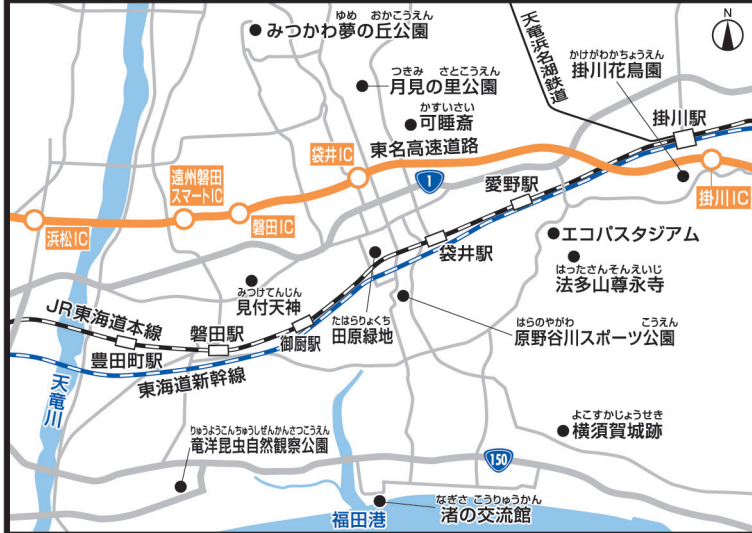 N
ゆめ おかこうえん
みつかわ夢の丘公園
つきみ さとこうえん
月見の里公園
かすいさい
可睡斎
天竜浜名湖鉄道
かけがわかちょうえん
掛川花鳥園
掛川駅
東名高速道路
袋井IC
1
遠州磐田
スマートIC
磐田IC
浜松IC
掛川IC
愛野駅
袋井駅
エコパスタジアム
はったさんそんえいじ
法多山尊永寺
みつけてんじん
見付天神
たはらりょくち
田原緑地
はらのやがわ こうえん
原野谷川スポーツ公園
JR東海道本線
豊田町駅
磐田駅
御厨駅
東海道新幹線
天竜川
よこすかじょうせき
横須賀城跡
りゅうようこんちゅうしぜんかんさつこうえん
竜洋昆虫自然観察公園
150
福田港
なぎさ こうりゅうかん
渚の交流館